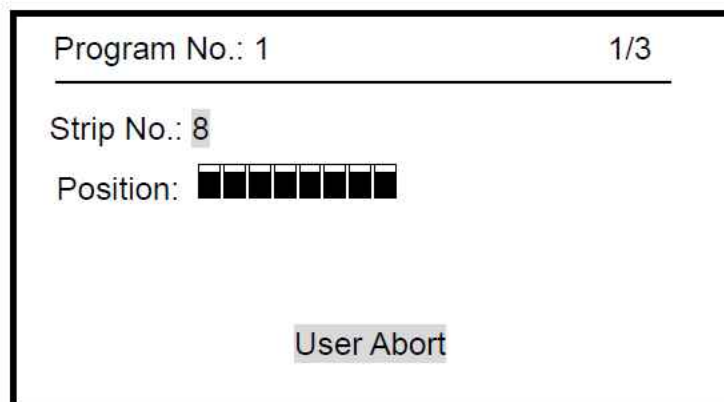 Program No.: 1 1/3
Strip No.: 8
Position:
User Abort